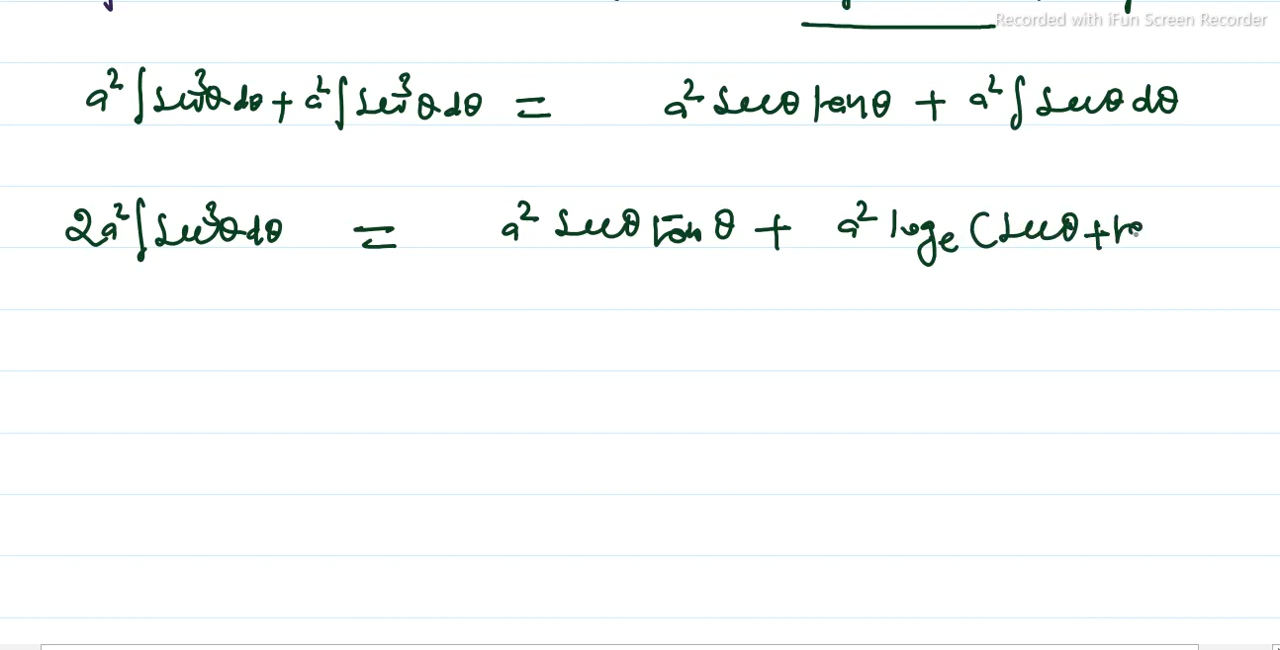 Recorded with iFun Screen Recorder
a² ∫ sec³θ dθ + a² ∫ sec³θ dθ = a² secθ tanθ + a² ∫ secθ dθ
2a² ∫ sec³θ dθ = a² secθ tanθ + a² logₑ (secθ + t